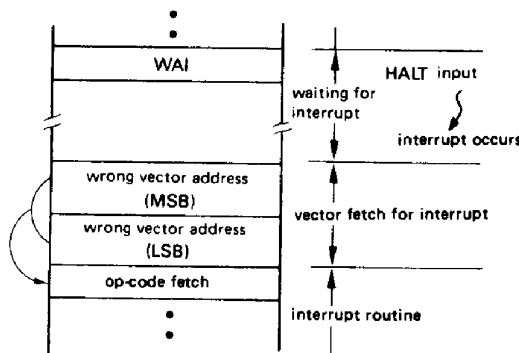 WAI
HALT input
waiting for
interrupt
interrupt occurs
wrong vector address
(MSB)
vector fetch for interrupt
wrong vector address
(LSB)
op-code fetch
interrupt routine